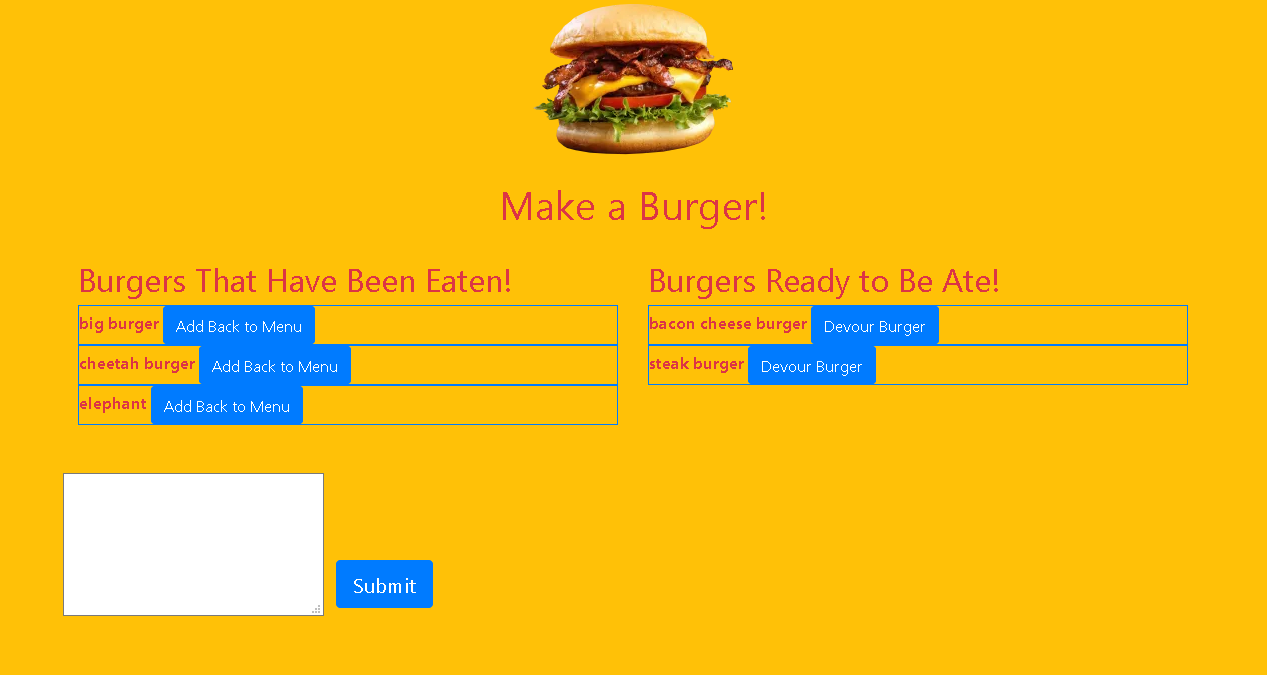 Make a Burger!
Burgers That Have Been Eaten!
big burger Add Back to Menu
cheetah burger Add Back to Menu
elephant Add Back to Menu
Burgers Ready to Be Ate!
bacon cheese burger Devour Burger
steak burger Devour Burger
Submit